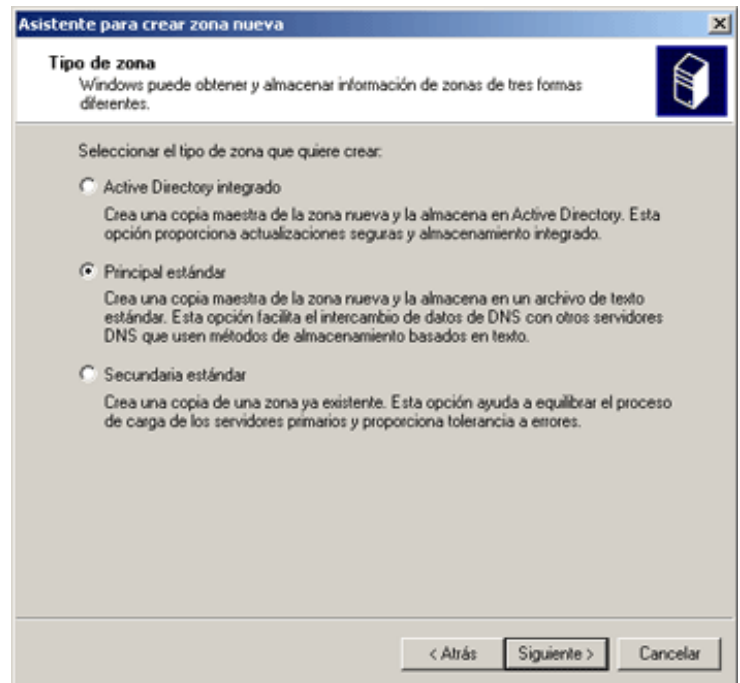 Asistente para crear zona nueva
Tipo de zona
Windows puede obtener y almacenar información de zonas de tres formas
diferentes.
Seleccionar el tipo de zona que quiere crear:
Active Directory integrado
Crea una copia maestra de la zona nueva y la almacena en Active Directory. Esta
opción proporciona actualizaciones seguras y almacenamiento integrado.
Principal estándar
Crea una copia maestra de la zona nueva y la almacena en un archivo de texto
estándar. Esta opción facilita el intercambio de datos de DNS con otros servidores
DNS que usen métodos de almacenamiento basados en texto.
Secundaria estándar
Crea una copia de una zona ya existente. Esta opción ayuda a equilibrar el proceso
de carga de los servidores primarios y proporciona tolerancia a errores.
< Atrás Siguiente > Cancelar